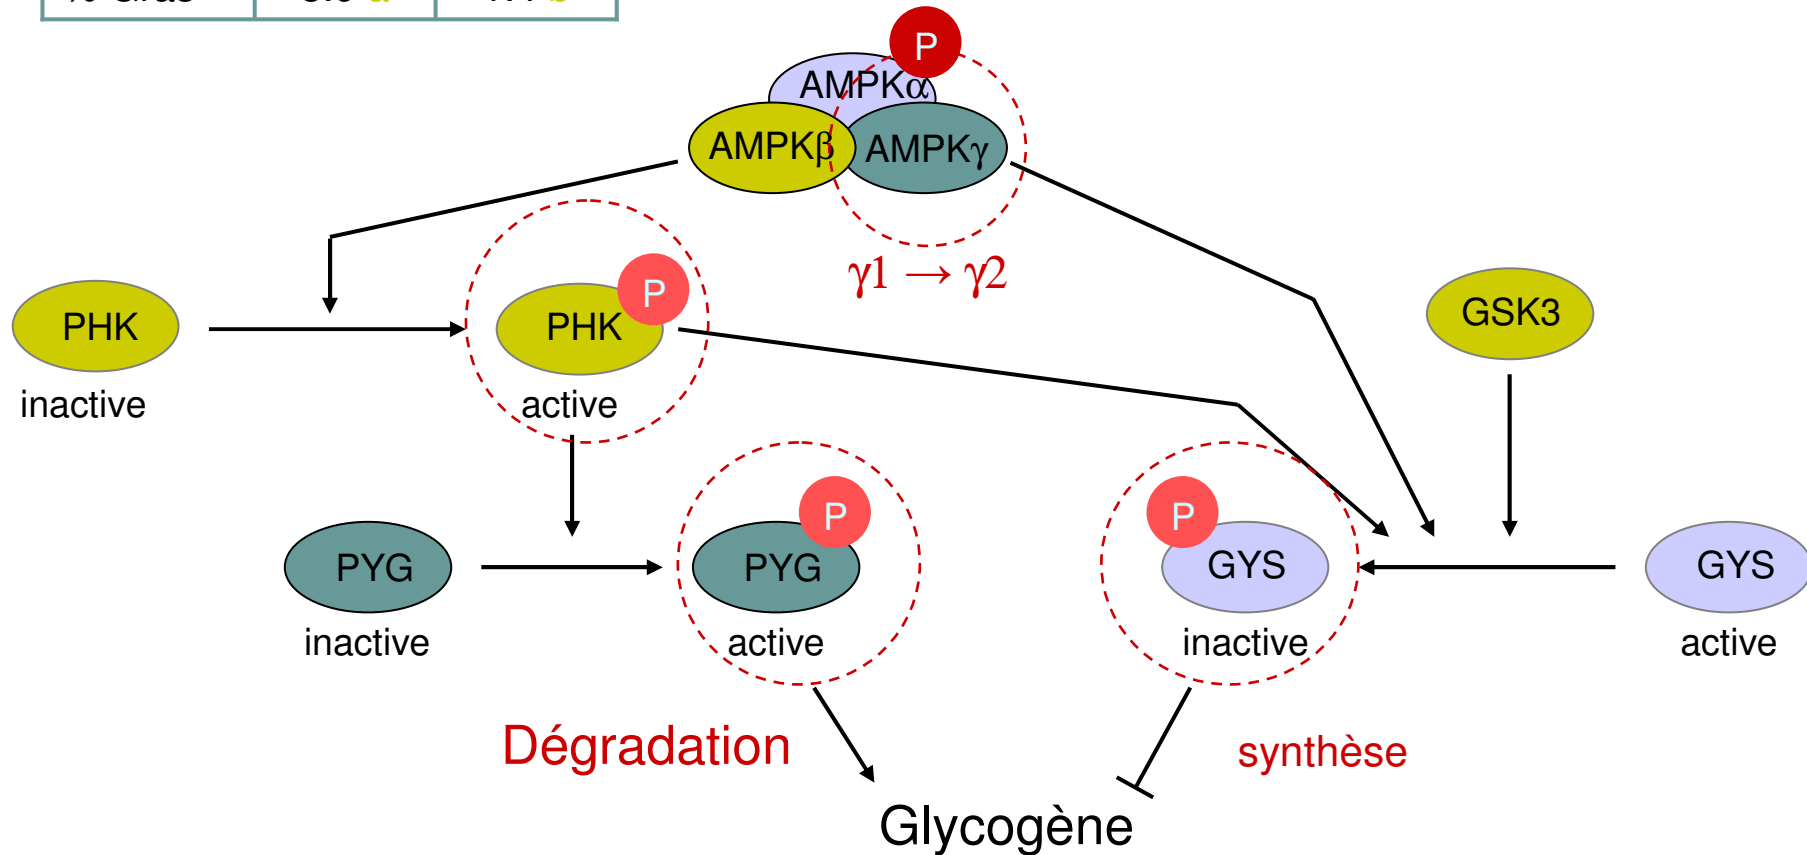 P
AMPKα
AMPKβ AMPKγ
γ1 → γ2
PHK
inactive
PHK P
active
GSK3
PYG
inactive
PYG P
active
P GYS
inactive
GYS
active
Dégradation
synthèse
Glycogène